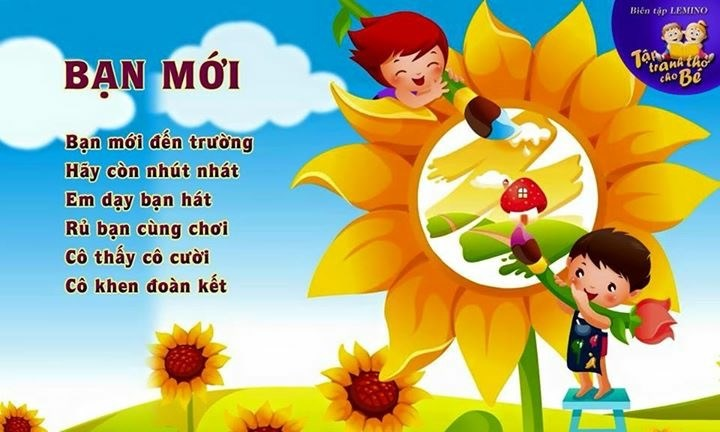 BẠN MỚI
Bạn mới đến trường
Hãy còn nhút nhát
Em dạy bạn hát
Rủ bạn cùng chơi
Cô thấy cô cười
Cô khen đoàn kết
Biên tập LEMINO
Tập
tranh thơ
cho Bé